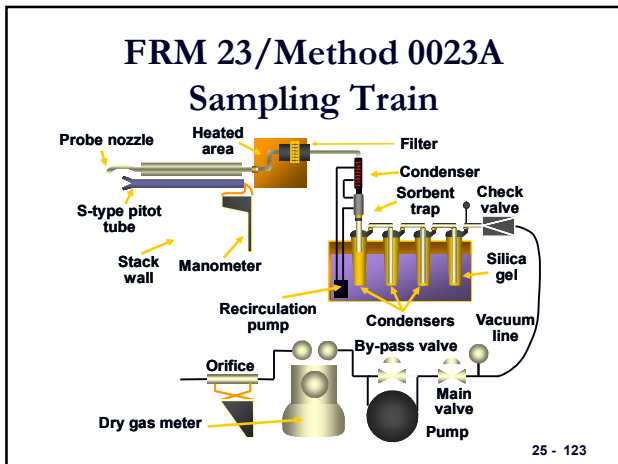 FRM 23/Method 0023A
Sampling Train
Probe nozzle
Heated
area
Filter
Condenser
Sorbent
trap
Check
valve
S-type pitot
tube
Stack
wall
Manometer
Silica
gel
Recirculation
pump
Condensers
Vacuum
line
By-pass valve
Orifice
Main
valve
Dry gas meter
Pump
25 - 123